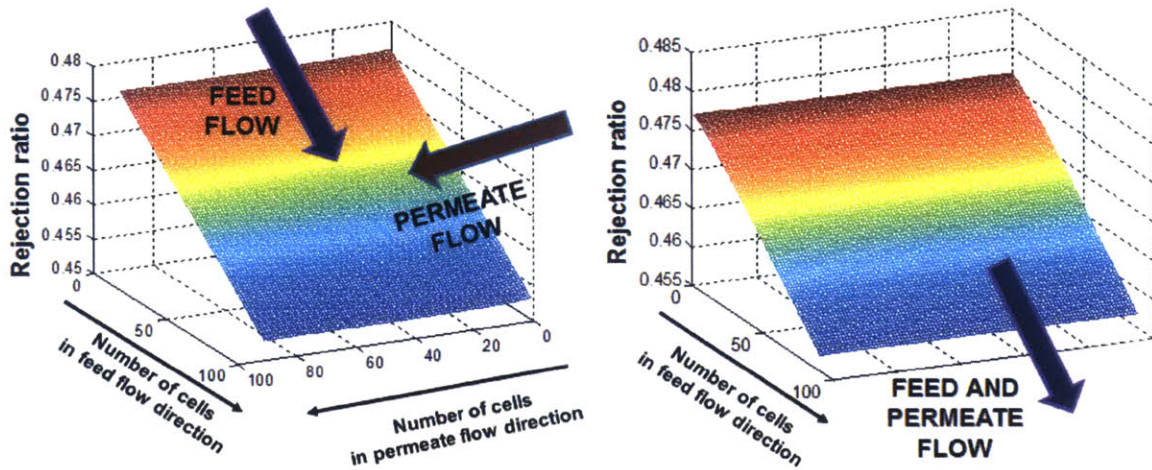 Rejection ratio
0.48
0.475
0.47
0.465
0.46
0.455
0.45
0
50
100
100
80
60
40
20
0
FEED
FLOW
PERMEATE
FLOW
Number of cells
in feed flow direction
Number of cells
in permeate flow direction
Rejection ratio
0.485
0.48
0.475
0.47
0.465
0.46
0.455
0
50
100
Number of cells
in feed flow direction
FEED AND
PERMEATE
FLOW